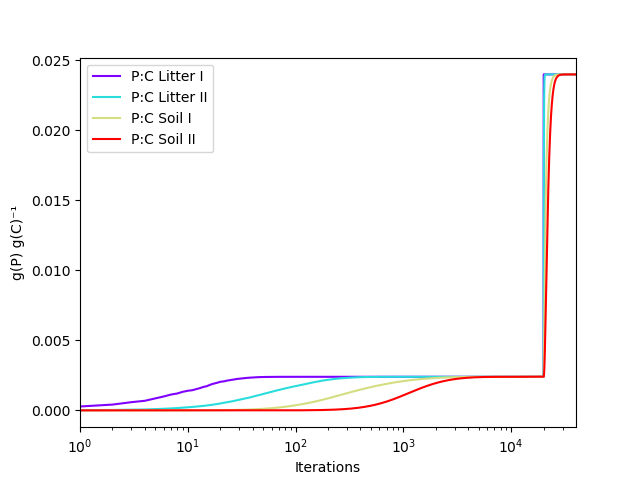 0.025
0.020
0.015
0.010
0.005
0.000
g(P) g(C)⁻¹
P:C Litter I
P:C Litter II
P:C Soil I
P:C Soil II
10⁰ 10¹ 10² 10³ 10⁴
Iterations